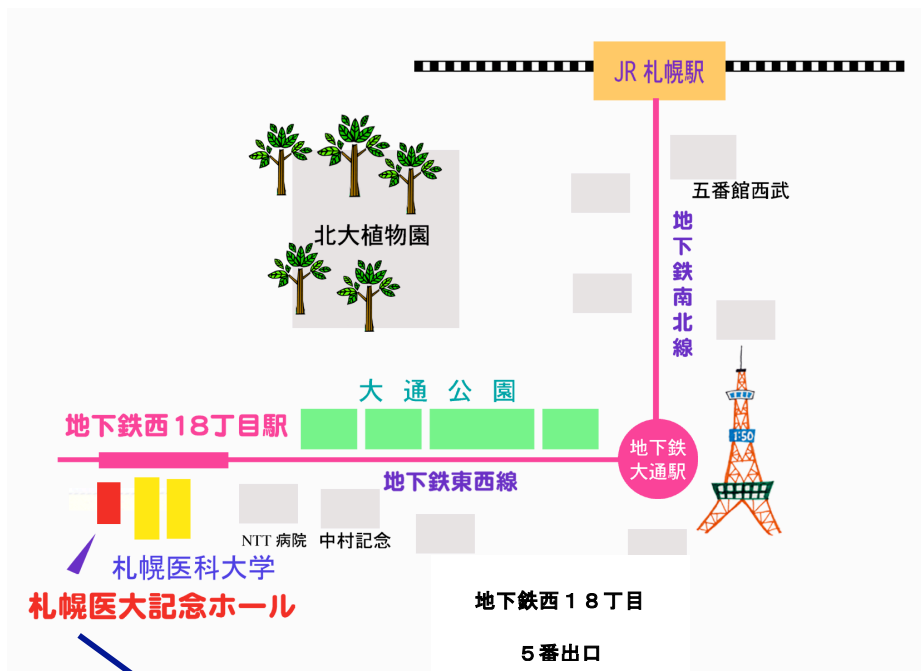 JR 札幌駅
五番館西武
北大植物園
地下鉄南北線
大通公園
地下鉄西18丁目駅
地下鉄
大通駅
1:50
地下鉄東西線
NTT 病院
中村記念
札幌医科大学
札幌医大記念ホール
地下鉄西１８丁目
５番出口